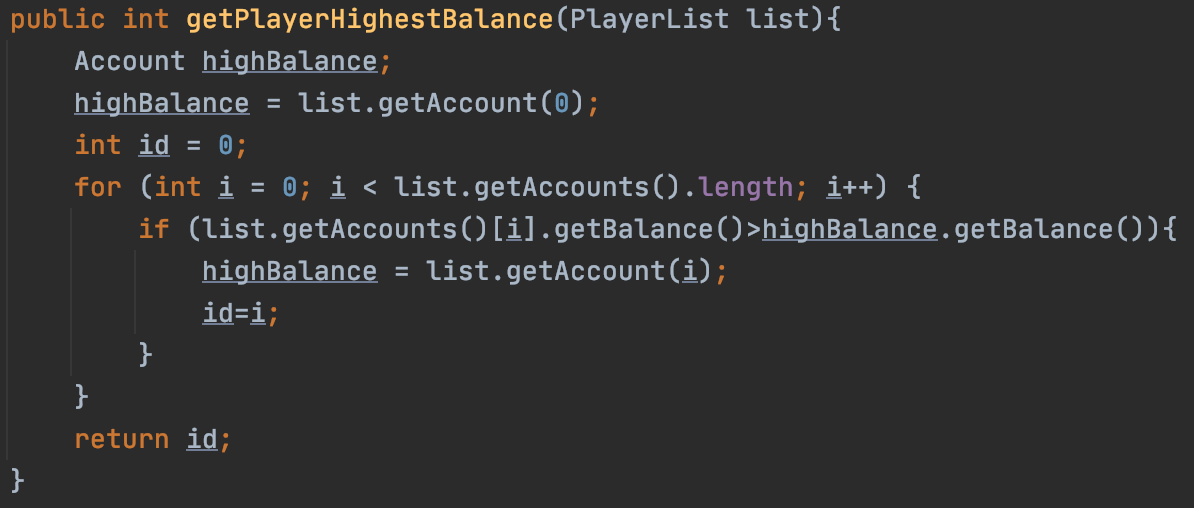 public int getPlayerHighestBalance(PlayerList list){
Account highBalance;
highBalance = list.getAccount(0);
int id = 0;
for (int i = 0; i < list.getAccounts().length; i++) {
if (list.getAccounts()[i].getBalance()>highBalance.getBalance()){
highBalance = list.getAccount(i);
id=i;
}
}
return id;
}